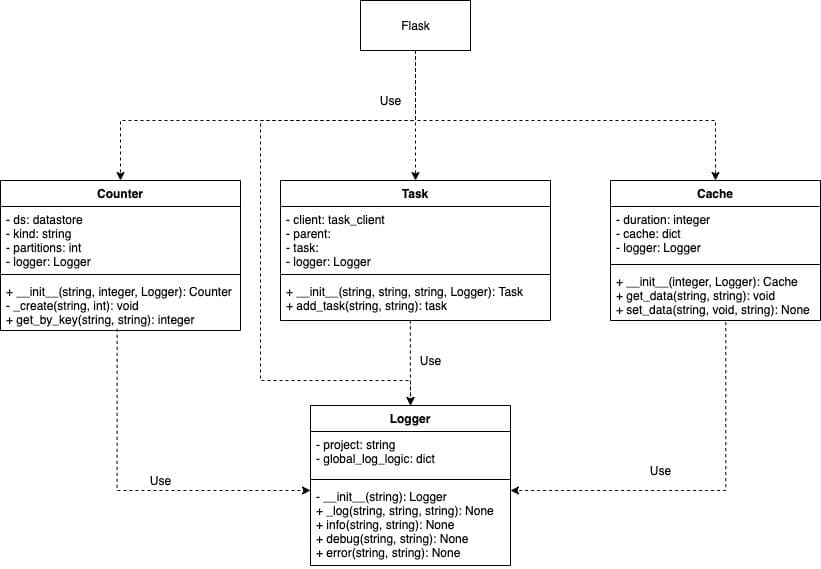 Flask
Use
Counter
- ds: datastore
- kind: string
- partitions: int
- logger: Logger
+ __init__(string, integer, Logger): Counter
- _create(string, int): void
+ get_by_key(string, string): integer
Task
- client: task_client
- parent:
- task:
- logger: Logger
+ __init__(string, string, string, Logger): Task
+ add_task(string, string): task
Cache
- duration: integer
- cache: dict
- logger: Logger
+ __init__(integer, Logger): Cache
+ get_data(string, string): void
+ set_data(string, void, string): None
Use
Logger
- project: string
- global_log_logic: dict
- __init__(string): Logger
+ _log(string, string, string): None
+ info(string, string): None
+ debug(string, string): None
+ error(string, string): None
Use
Use